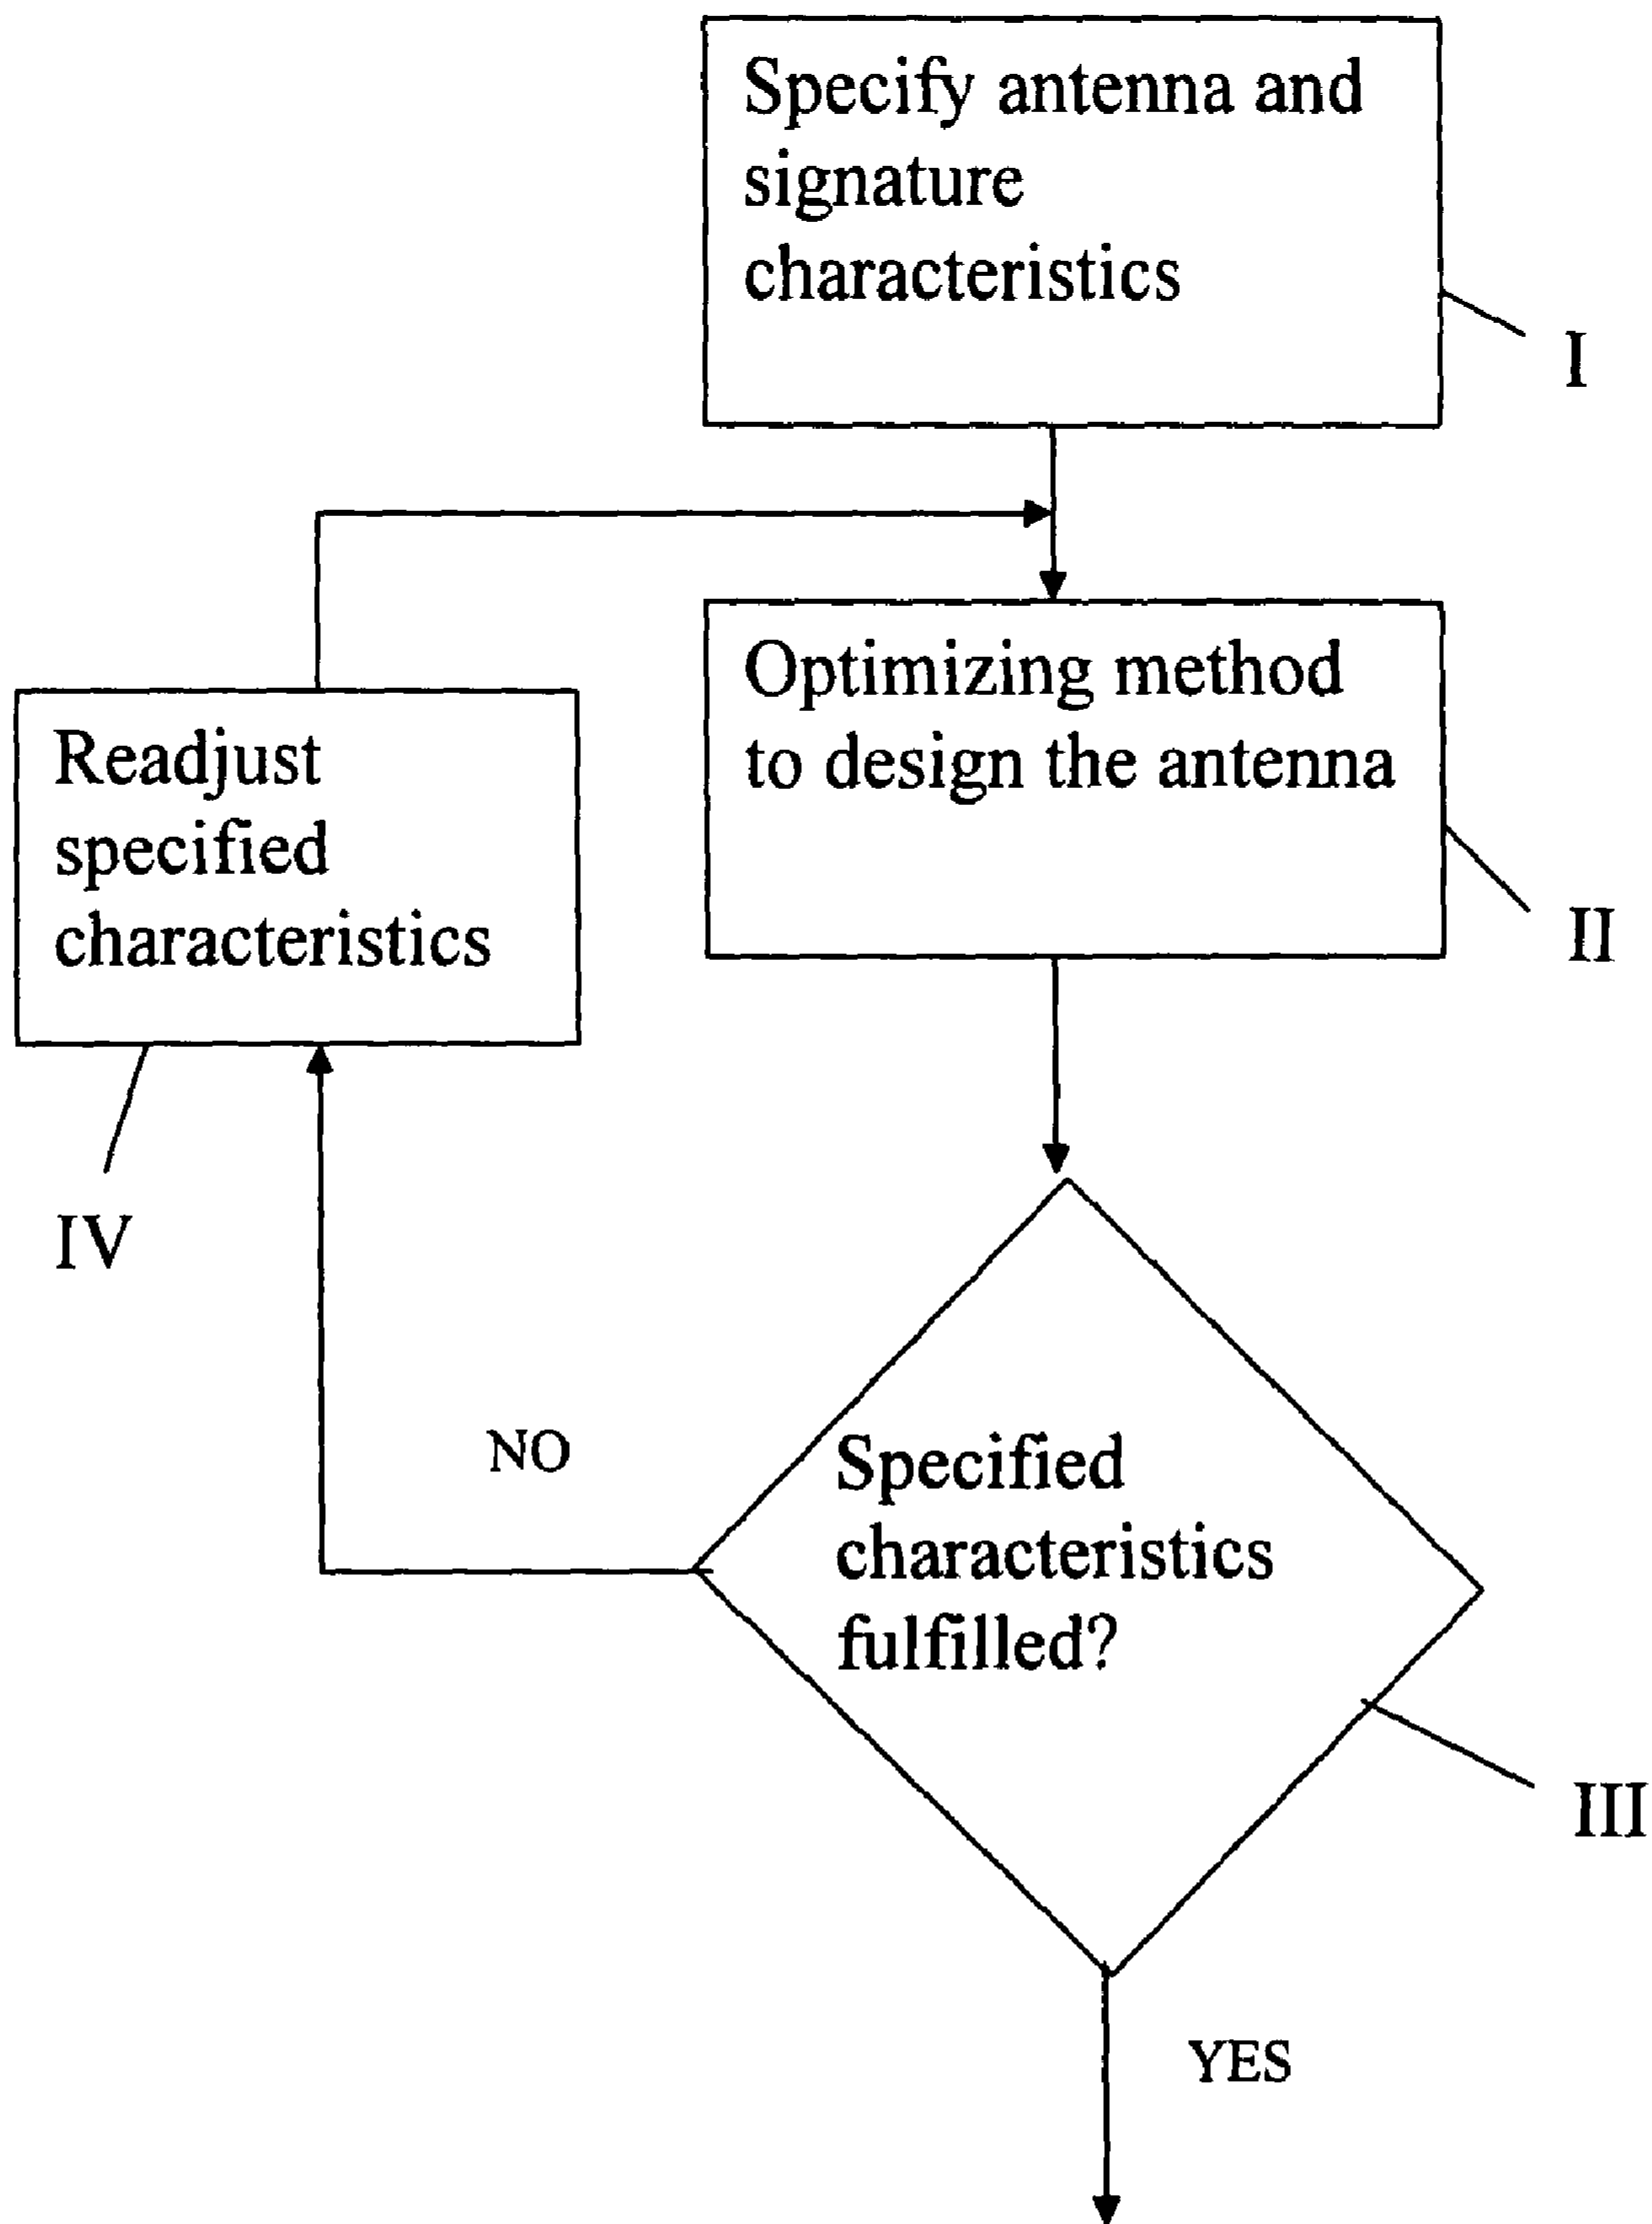 Specify antenna and
signature
characteristics
I
Optimizing method
to design the antenna
II
Readjust
specified
characteristics
IV
NO
Specified
characteristics
fulfilled?
III
YES